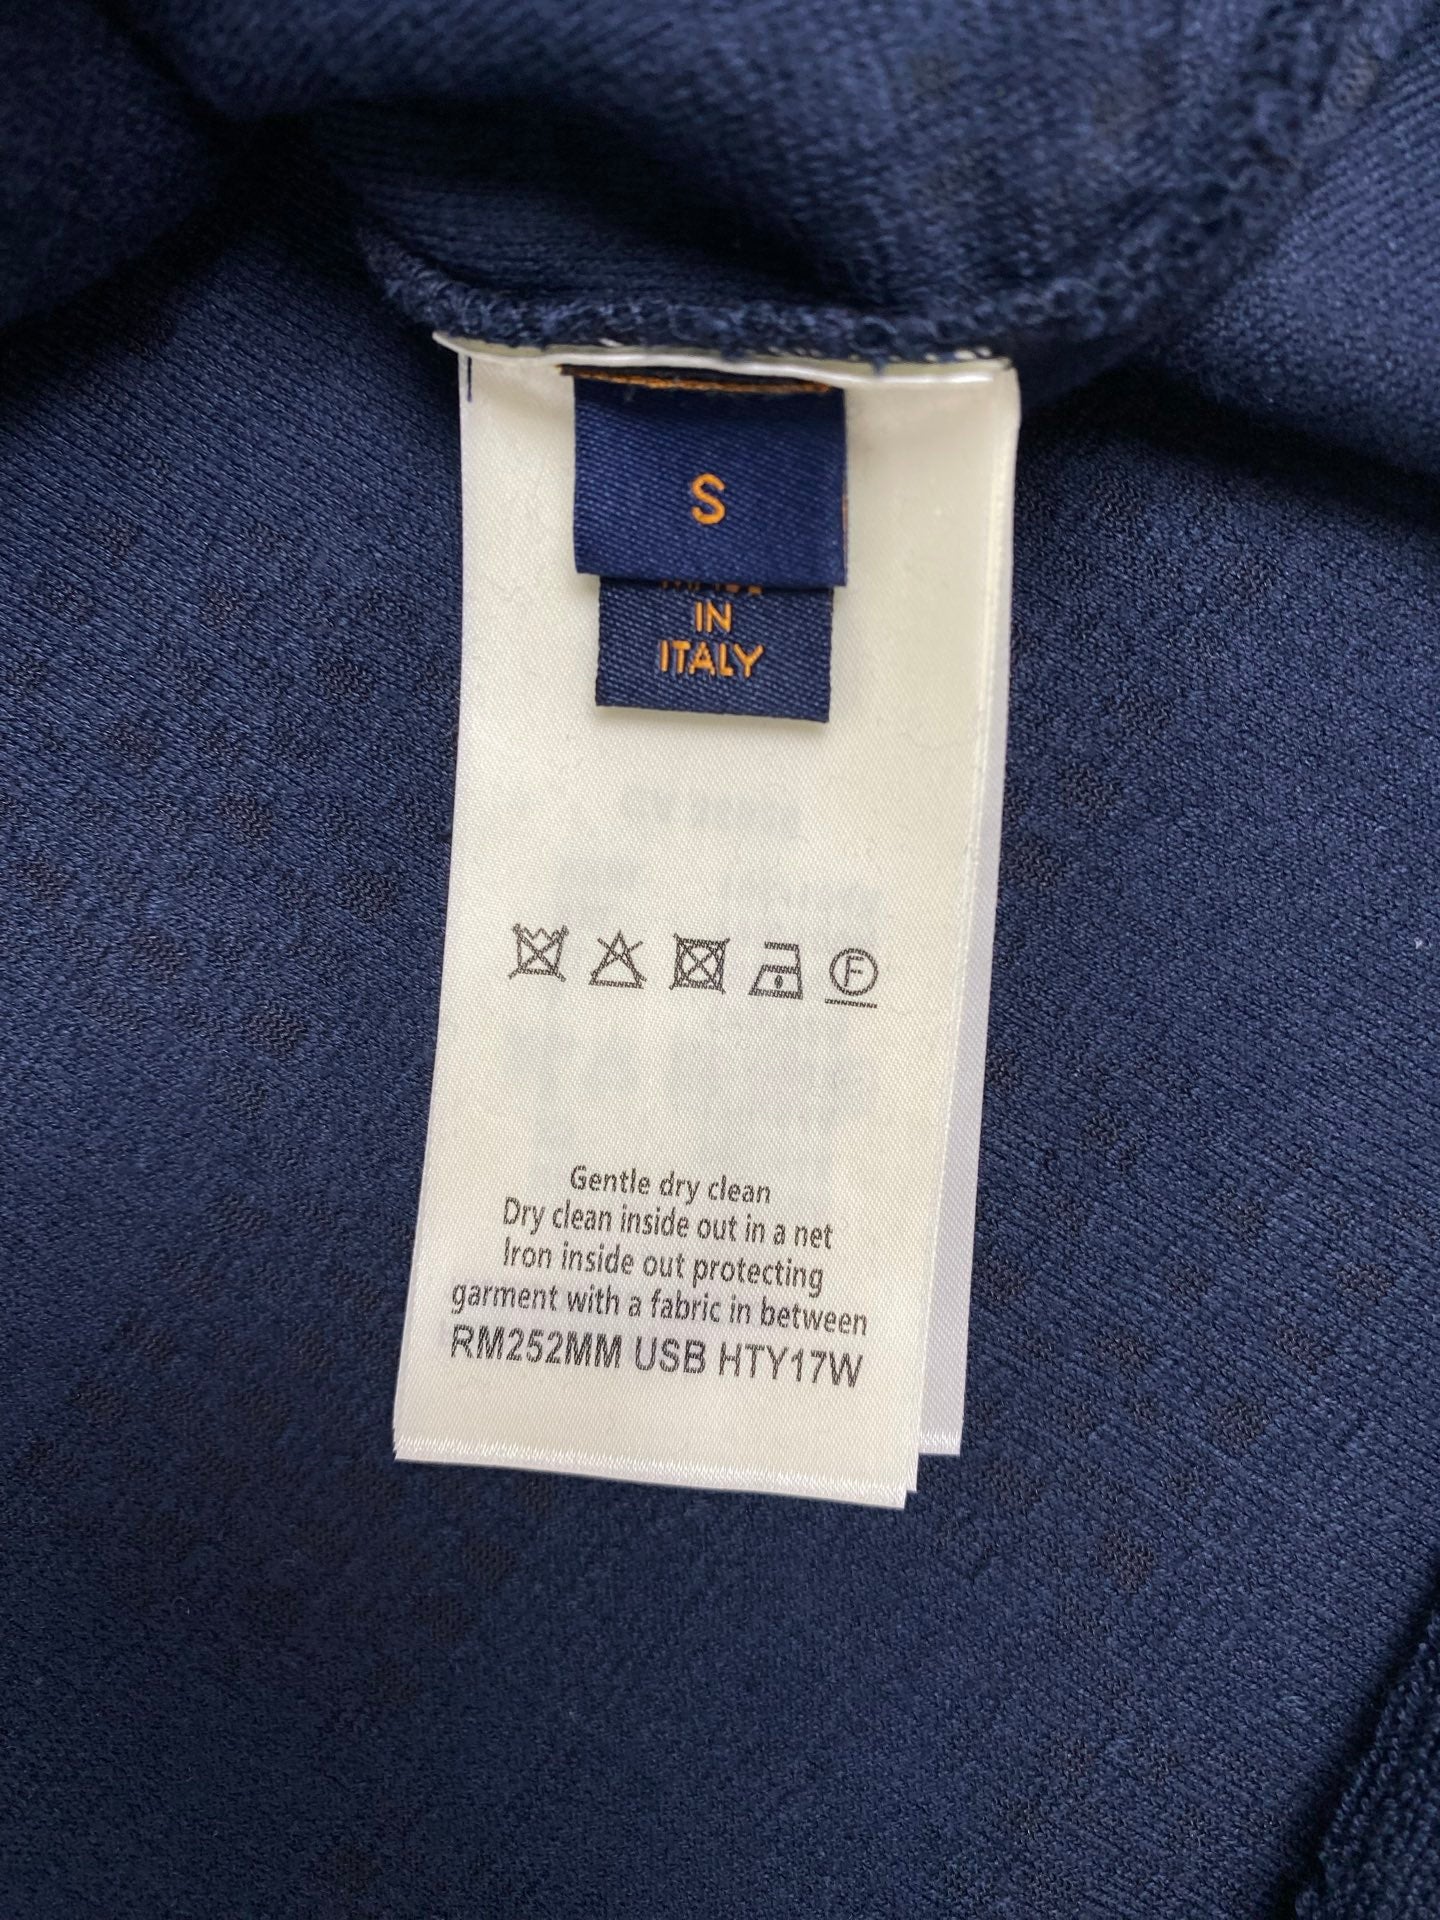 S
IN
ITALY
F
Gentle dry clean
Dry clean inside out in a net
Iron inside out protecting
garment with a fabric in between
RM252MM USB HTY17W